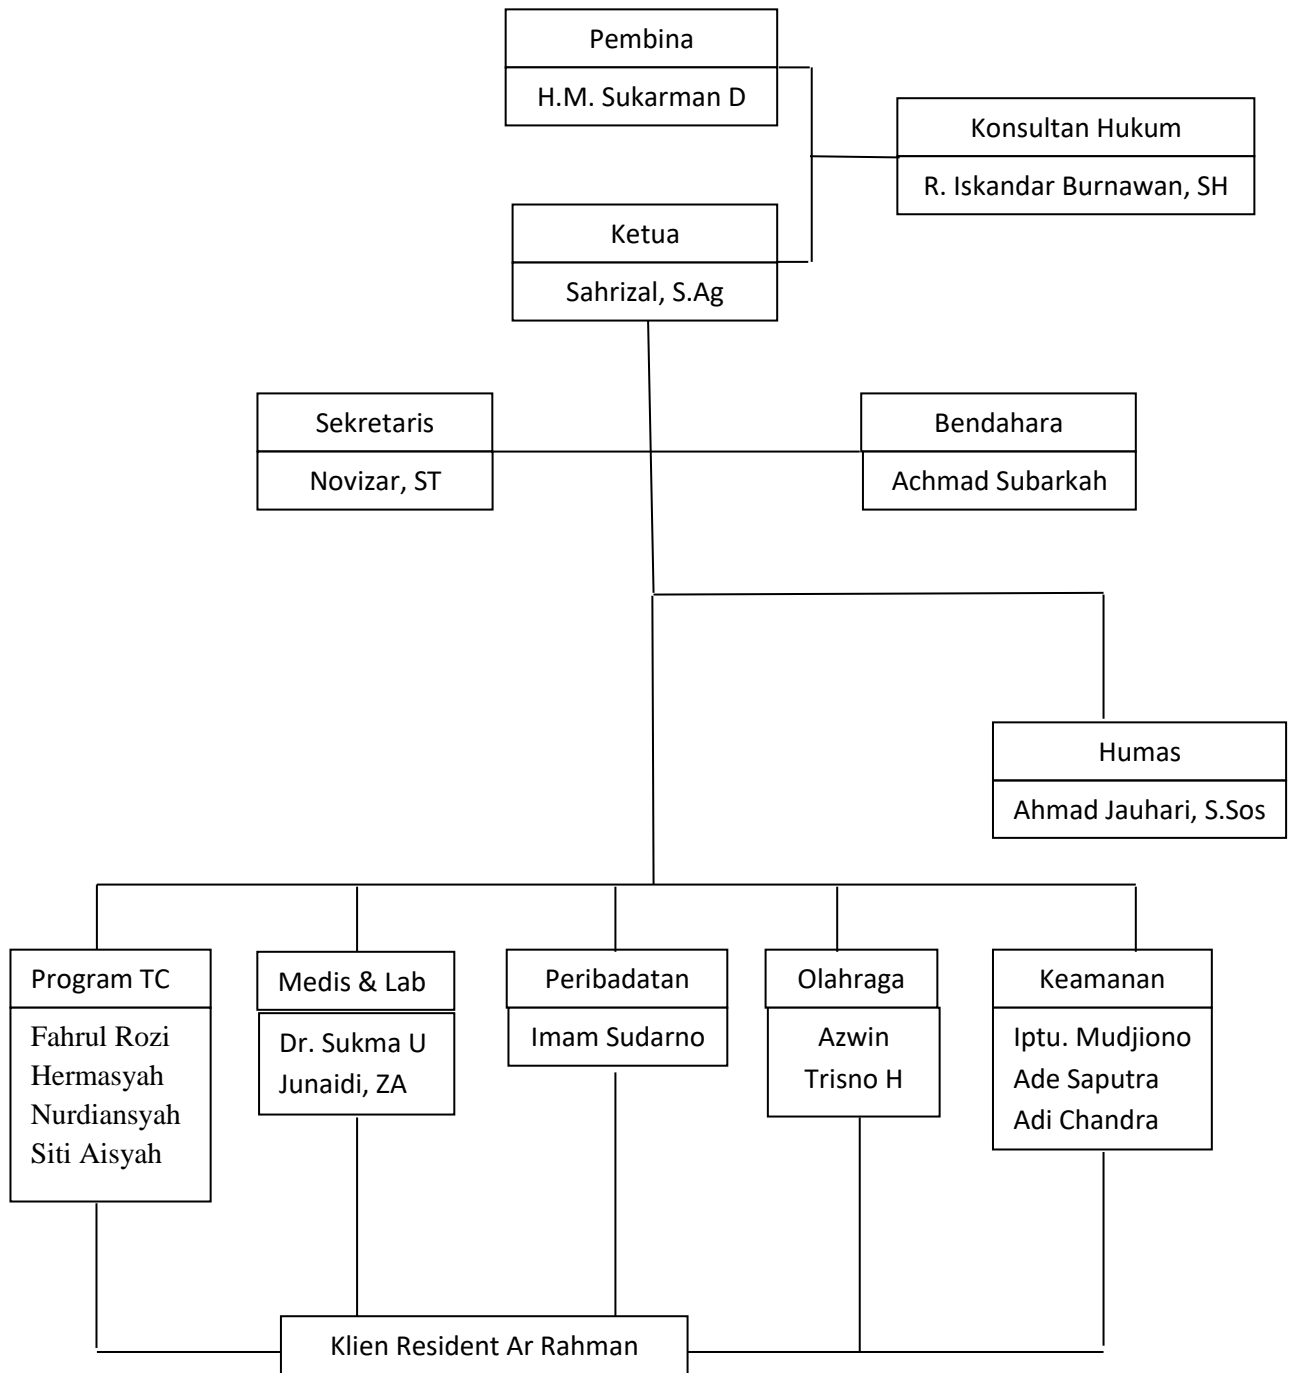 Pembina
H.M. Sukarman D
Konsultan Hukum
R. Iskandar Burnawan, SH
Ketua
Sahrizal, S.Ag
Sekretaris
Novizar, ST
Bendahara
Achmad Subarkah
Humas
Ahmad Jauhari, S.Sos
Program TC
Fahrul Rozi
Hermasyah
Nurdiansyah
Siti Aisyah
Medis & Lab
Dr. Sukma U
Junaidi, ZA
Peribadatan
Imam Sudarno
Olahraga
Azwin
Trisno H
Keamanan
Iptu. Mudjiono
Ade Saputra
Adi Chandra
Klien Resident Ar Rahman